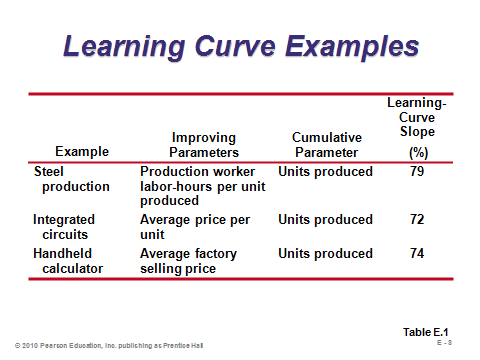 Learning Curve Examples
Learning-
Curve
Slope
Example Improving Parameters Cumulative Parameter (%)
Steel production Production worker labor-hours per unit produced Units produced 79
Integrated circuits Average price per unit Units produced 72
Handheld calculator Average factory selling price Units produced 74
Table E.1
E - 8
© 2010 Pearson Education, Inc. publishing as Prentice Hall